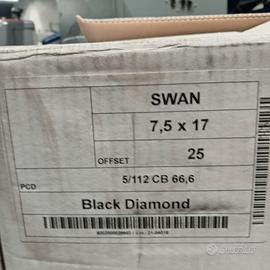 SWAN
7,5 x 17
OFFSET 25
PCD 5/112 CB 66,6
Black Diamond